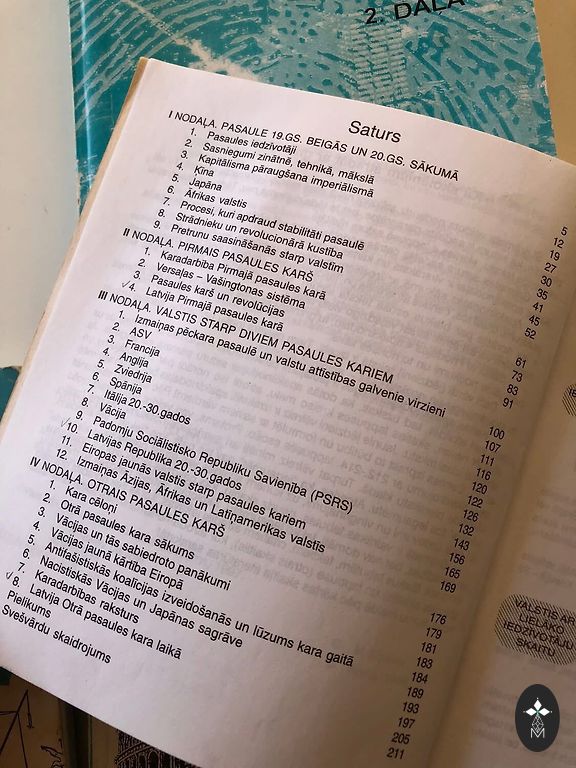 2. DAĻA
Saturs
I NODAĻA. PASAULE 19.GS. BEIGĀS UN 20.GS. SĀKUMĀ
1. Pasaules iedzīvotāji 5
2. Sasniegumi zinātnē, tehnikā, mākslā 12
3. Kapitālisma pāraugšana imperiālismā 19
4. Ķīna 27
5. Japāna 30
6. Āfrikas valstis 35
7. Procesi, kuri apdraud stabilitāti pasaulē 41
8. Strādnieku un revolucionārā kustība 45
9. Pretrunu saasināšanās starp valstīm 52
II NODAĻA. PIRMAIS PASAULES KARŠ
1. Karadarbība Pirmajā pasaules karā 61
2. Versaļas – Vašingtonas sistēma 73
3. Pasaules karš un revolūcijas 83
√4. Latvija Pirmajā pasaules karā 91
III NODAĻA. VALSTIS STARP DIVIEM PASAULES KARIEM
1. Izmaiņas pēckara pasaulē un valstu attīstības galvenie virzieni 100
2. ASV 107
3. Francija 111
4. Anglija 116
5. Zviedrija 120
6. Spānija 122
7. Itālija 20.-30.gados 126
8. Vācija 132
9. Padomju Sociālistisko Republiku Savienība (PSRS) 143
√10. Latvijas Republika 20.-30.gados 156
11. Eiropas jaunās valstis starp pasaules kariem 165
12. Izmaiņas Āzijas, Āfrikas un Latīņamerikas valstīs 169
IV NODAĻA. OTRAIS PASAULES KARŠ
1. Kara cēloņi 176
2. Otrā pasaules kara sākums 179
3. Vācijas un tās sabiedroto panākumi 181
4. Vācijas jaunā kārtība Eiropā 183
5. Antifašistiskās koalīcijas izveidošanās un lūzums kara gaitā 184
6. Nacistiskās Vācijas un Japānas sagrāve 189
7. Karadarbības raksturs 193
√8. Latvija Otrā pasaules kara laikā 197
Pielikums 205
Svešvārdu skaidrojums 211
VALSTIS AR
LIELĀKO
IEDZĪVOTĀJU
SKAITU
M